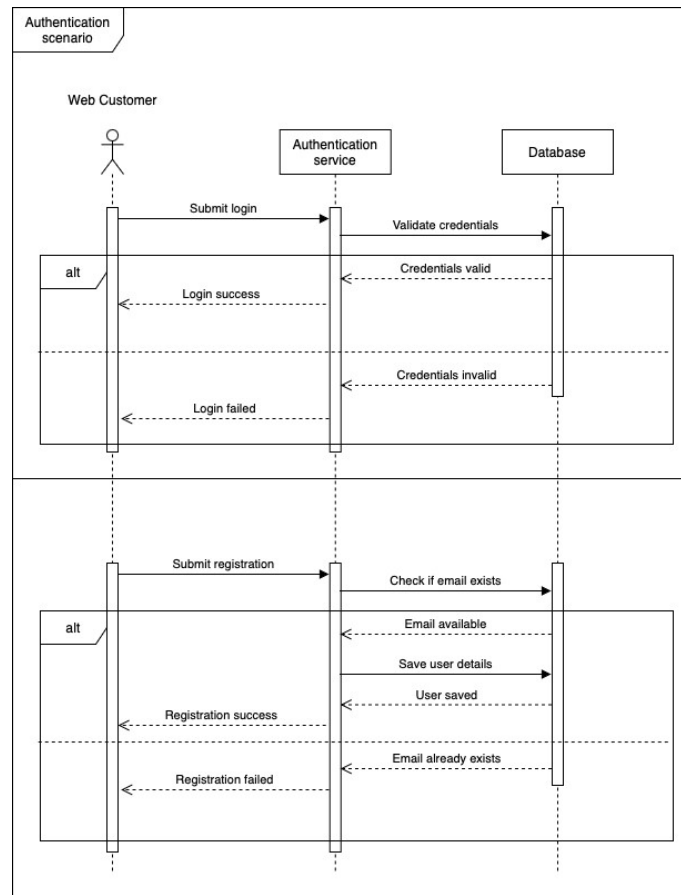 Authentication
scenario
Web Customer
Authentication
service
Database
Submit login
Validate credentials
alt
Credentials valid
Login success
Credentials invalid
Login failed
Submit registration
Check if email exists
alt
Email available
Save user details
User saved
Registration success
Email already exists
Registration failed